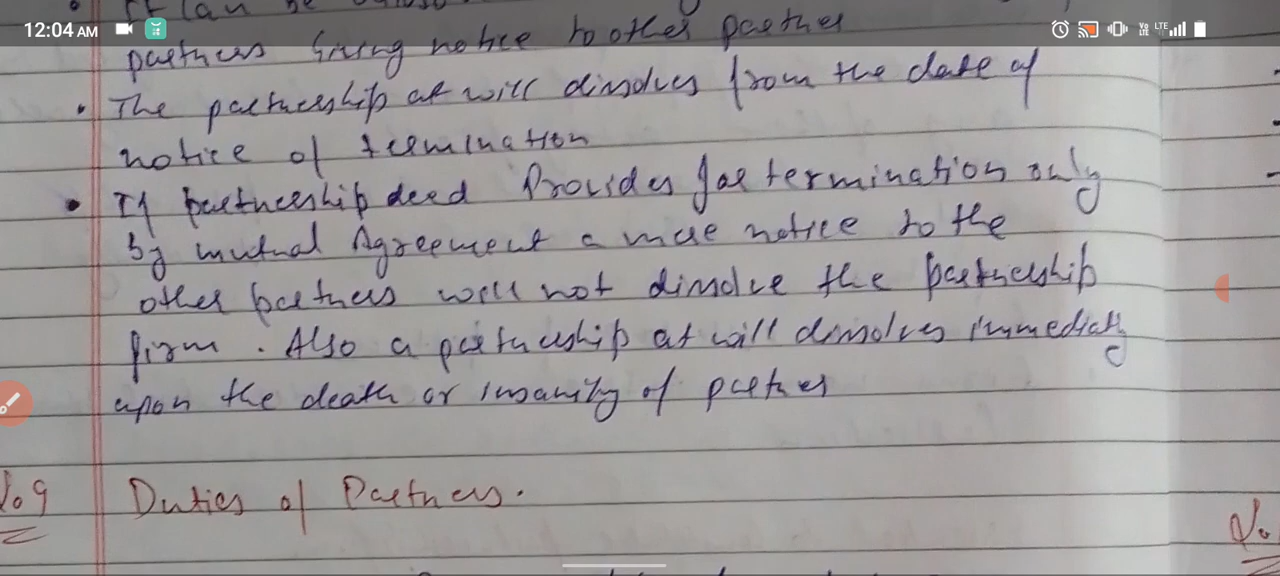 12:04 AM
partners giving notice to other partner
• The partnership at will dissolves from the date of
notice of termination
• If partnership deed Provides for termination only
by mutual Agreement a mere notice to the
other partners will not dissolve the partnership
firm. Also a partnership at will dissolves immediatly
upon the death or insanity of partner
Q.9 Duties of Partners.
Q.